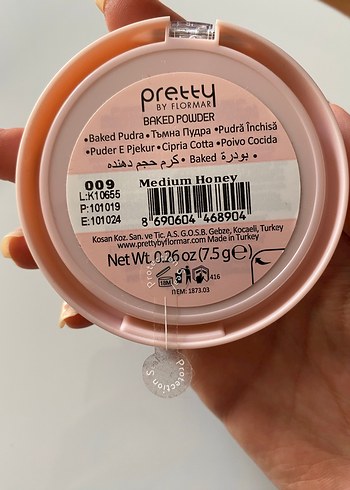 pretty
BY FLORMAR
BAKED POWDER
•Baked Pudra •Тъмна Пудра •Pudră Închisă
•Puder E Pjekur •Cipria Cotta •Poivo Cocida
• بودرة Baked • كرم حجم دهنده
009 Medium Honey
L:K10655
P:101019
E:101024
8 690604 468904
Kosan Koz. San. ve Tic. A.S. G.O.S.B. Gebze, Kocaeli, Turkey
www.prettybyflormar.com Made in Turkey
Net Wt. 0.26 oz (7.5 g) e
18M
416
ITEM: 1873.03
Protection S